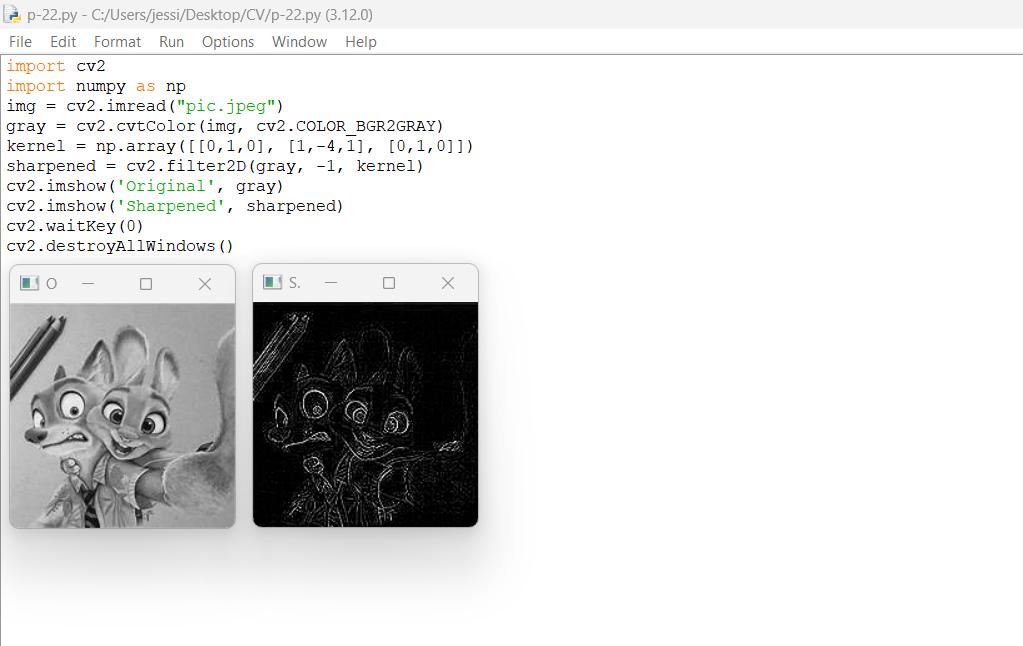 p-22.py - C:/Users/jessi/Desktop/CV/p-22.py (3.12.0)
File Edit Format Run Options Window Help
import cv2
import numpy as np
img = cv2.imread("pic.jpeg")
gray = cv2.cvtColor(img, cv2.COLOR_BGR2GRAY)
kernel = np.array([[0,1,0], [1,-4,1], [0,1,0]])
sharpened = cv2.filter2D(gray, -1, kernel)
cv2.imshow('Original', gray)
cv2.imshow('Sharpened', sharpened)
cv2.waitKey(0)
cv2.destroyAllWindows()
O
S.